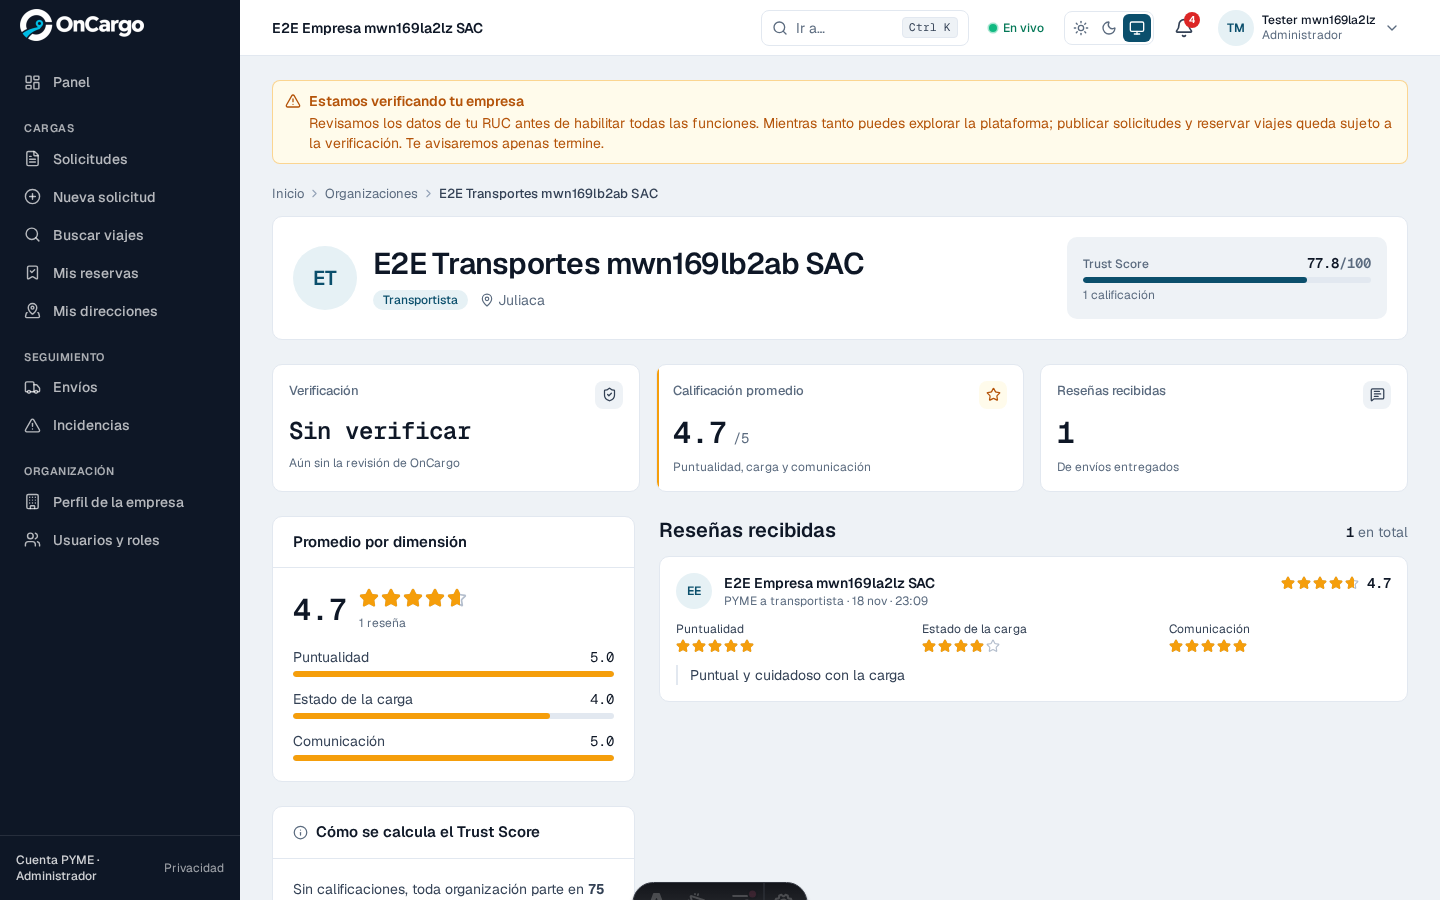 OnCargo
E2E Empresa mwn169la2lz SAC
Ir a...
Ctrl K
En vivo
4
TM
Tester mwn169la2lz
Administrador
Panel
CARGAS
Solicitudes
Nueva solicitud
Buscar viajes
Mis reservas
Mis direcciones
SEGUIMIENTO
Envíos
Incidencias
ORGANIZACIÓN
Perfil de la empresa
Usuarios y roles
Cuenta PYME ·
Administrador
Privacidad
Estamos verificando tu empresa
Revisamos los datos de tu RUC antes de habilitar todas las funciones. Mientras tanto puedes explorar la plataforma; publicar solicitudes y reservar viajes queda sujeto a
la verificación. Te avisaremos apenas termine.
Inicio > Organizaciones > E2E Transportes mwn169lb2ab SAC
ET
E2E Transportes mwn169lb2ab SAC
Transportista
Juliaca
Trust Score
77.8/100
1 calificación
Verificación
Sin verificar
Aún sin la revisión de OnCargo
Calificación promedio
4.7 /5
Puntualidad, carga y comunicación
Reseñas recibidas
1
De envíos entregados
Promedio por dimensión
4.7
1 reseña
Puntualidad 5.0
Estado de la carga 4.0
Comunicación 5.0
Cómo se calcula el Trust Score
Sin calificaciones, toda organización parte en 75
Reseñas recibidas
1 en total
EE
E2E Empresa mwn169la2lz SAC
PYME a transportista · 18 nov · 23:09
4.7
Puntualidad
Estado de la carga
Comunicación
Puntual y cuidadoso con la carga